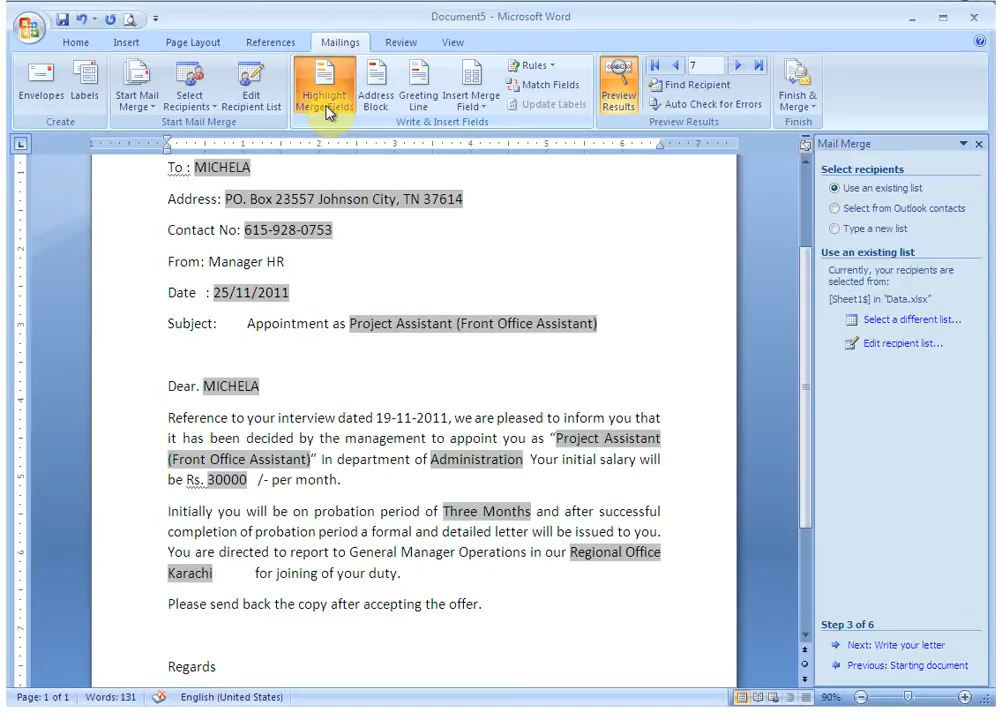 Document5 - Microsoft Word
Home Insert Page Layout References Mailings Review View
Envelopes Labels
Create
Start Mail Merge Select Recipients Edit Recipient List
Start Mail Merge
Highlight Merge Fields Address Block Greeting Line Insert Merge Field
Rules
Match Fields
Update Labels
Write & Insert Fields
Preview Results
7
Find Recipient
Auto Check for Errors
Preview Results
Finish & Merge
Finish
To : MICHELA
Address: PO. Box 23557 Johnson City, TN 37614
Contact No: 615-928-0753
From: Manager HR
Date : 25/11/2011
Subject: Appointment as Project Assistant (Front Office Assistant)
Dear. MICHELA
Reference to your interview dated 19-11-2011, we are pleased to inform you that
it has been decided by the management to appoint you as “Project Assistant
(Front Office Assistant)” In department of Administration Your initial salary will
be Rs. 30000 /- per month.
Initially you will be on probation period of Three Months and after successful
completion of probation period a formal and detailed letter will be issued to you.
You are directed to report to General Manager Operations in our Regional Office
Karachi for joining of your duty.
Please send back the copy after accepting the offer.
Regards
Mail Merge
Select recipients
Use an existing list
Select from Outlook contacts
Type a new list
Use an existing list
Currently, your recipients are
selected from:
[Sheet1$] in "Data.xlsx"
Select a different list...
Edit recipient list...
Step 3 of 6
Next: Write your letter
Previous: Starting document
Page: 1 of 1 Words: 131 English (United States) 90%